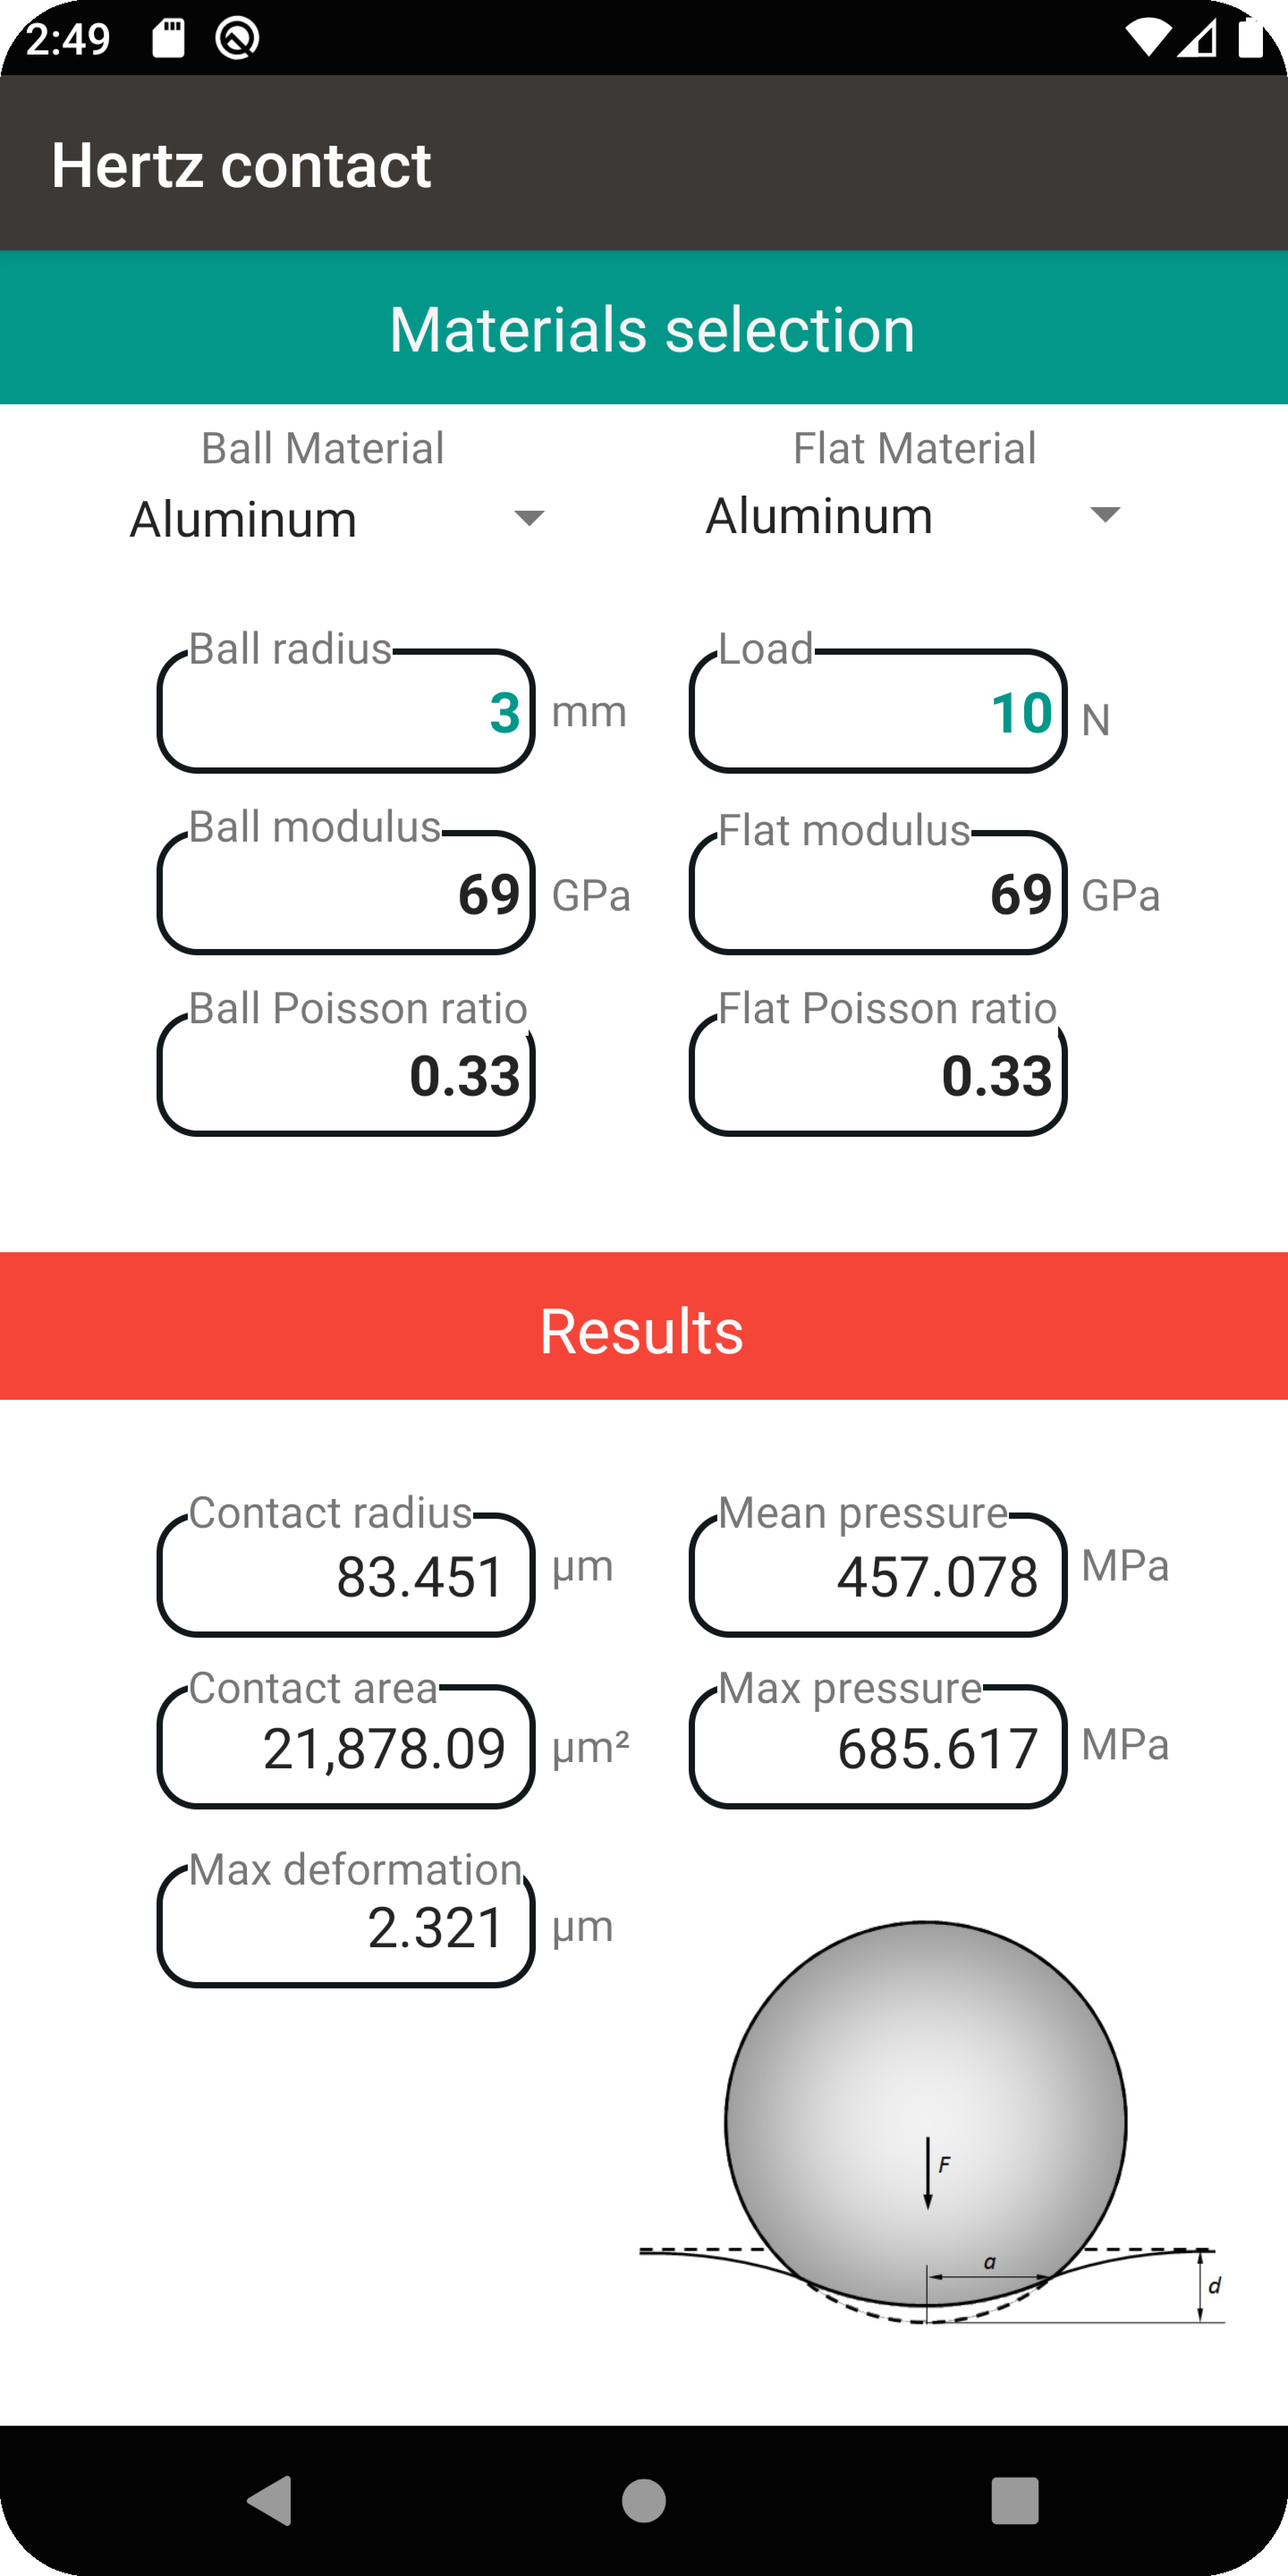 2:49
Hertz contact
Materials selection
Ball Material Flat Material
Aluminum Aluminum
Ball radius Load
3 mm 10 N
Ball modulus Flat modulus
69 GPa 69 GPa
Ball Poisson ratio Flat Poisson ratio
0.33 0.33
Results
Contact radius Mean pressure
83.451 µm 457.078 MPa
Contact area Max pressure
21,878.09 µm² 685.617 MPa
Max deformation
2.321 µm
F
a
d